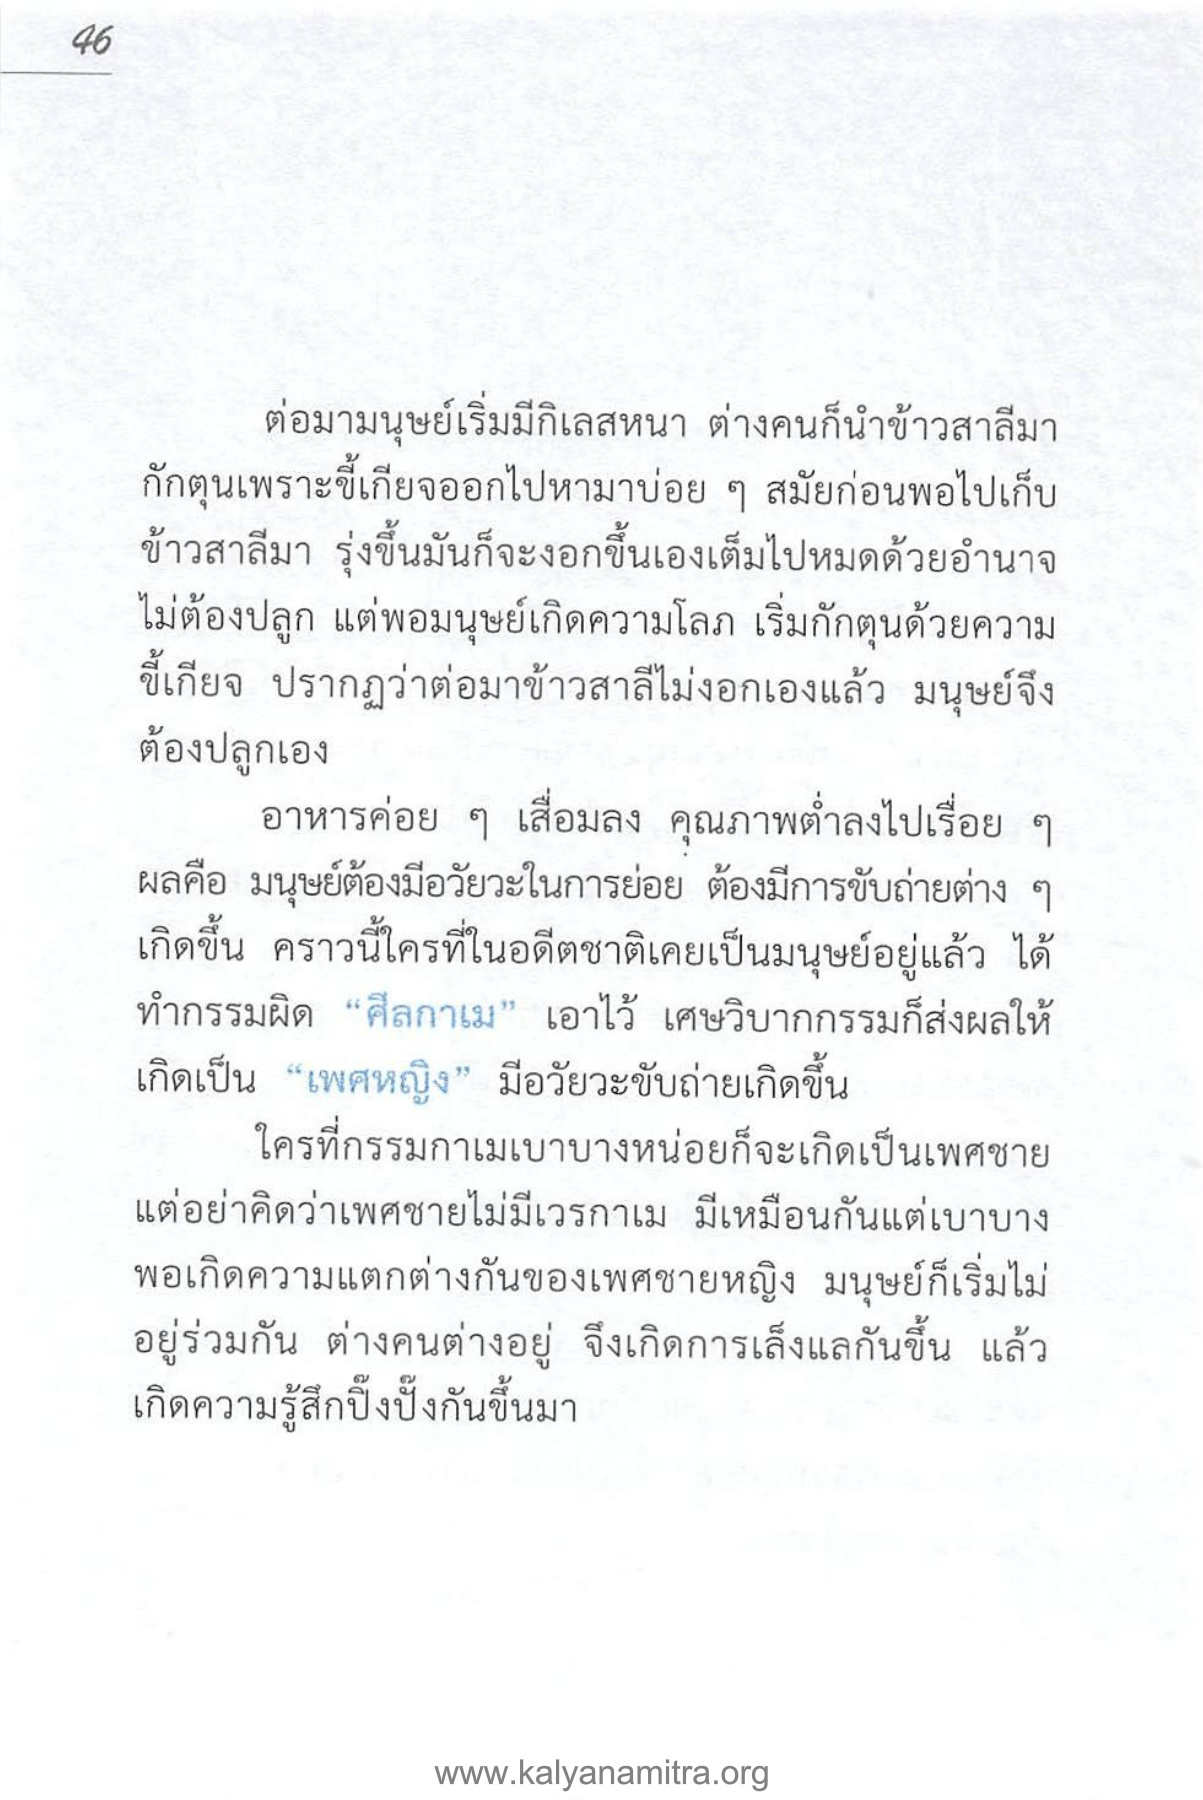 46
ต่อมามนุษย์เริ่มมีกิเลสหนา ต่างคนก็นำข้าวสาลีมา
กักตุนเพราะขี้เกียจออกไปหามาบ่อย ๆ สมัยก่อนพอไปเก็บ
ข้าวสาลีมา รุ่งขึ้นมันก็จะงอกขึ้นเองเต็มไปหมดด้วยอำนาจ
ไม่ต้องปลูก แต่พอมนุษย์เกิดความโลภ เริ่มกักตุนด้วยความ
ขี้เกียจ ปรากฏว่าต่อมาข้าวสาลีไม่งอกเองแล้ว มนุษย์จึง
ต้องปลูกเอง
อาหารค่อย ๆ เสื่อมลง คุณภาพต่ำลงไปเรื่อย ๆ
ผลคือ มนุษย์ต้องมีอวัยวะในการย่อย ต้องมีการขับถ่ายต่าง ๆ
เกิดขึ้น คราวนี้ใครที่ในอดีตชาติเคยเป็นมนุษย์อยู่แล้ว ได้
ทำกรรมผิด “ศีลกาเม” เอาไว้ เศษวิบากกรรมก็ส่งผลให้
เกิดเป็น “เพศหญิง” มีอวัยวะขับถ่ายเกิดขึ้น
ใครที่กรรมกาเมเบาบางหน่อยก็จะเกิดเป็นเพศชาย
แต่อย่าคิดว่าเพศชายไม่มีเวรกาเม มีเหมือนกันแต่เบาบาง
พอเกิดความแตกต่างกันของเพศชายหญิง มนุษย์ก็เริ่มไม่
อยู่ร่วมกัน ต่างคนต่างอยู่ จึงเกิดการเล็งแลกันขึ้น แล้ว
เกิดความรู้สึกปิ๊งปั๊งกันขึ้นมา
www.kalyanamitra.org